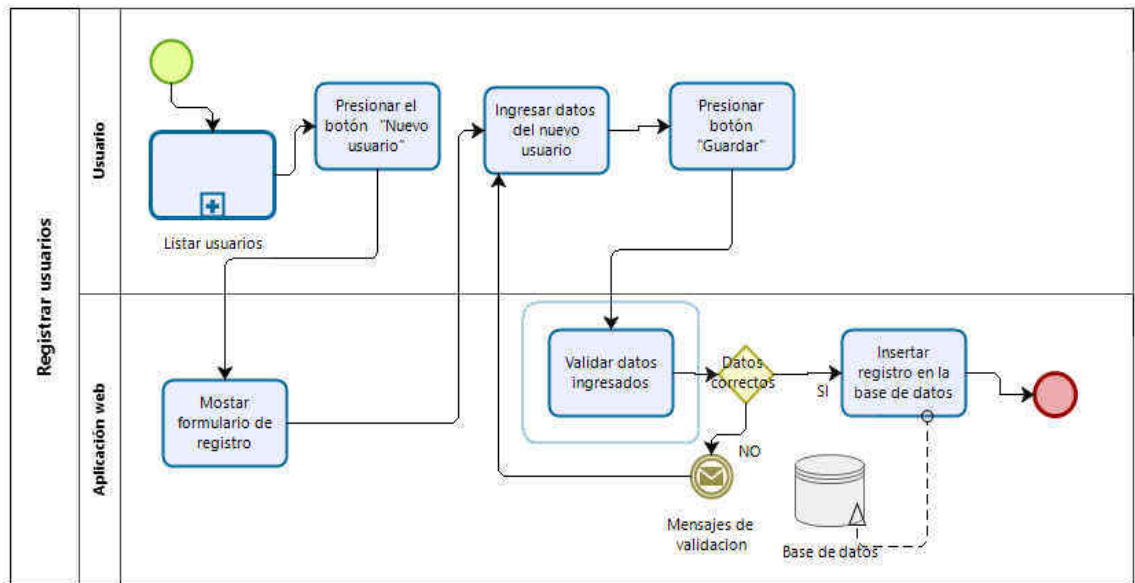 Registrar usuarios
Usuario
Presionar el
botón "Nuevo
usuario"
Ingresar datos
del nuevo
usuario
Presionar
botón
"Guardar"
Listar usuarios
Aplicación web
Mostar
formulario de
registro
Validar datos
ingresados
Datos
correctos
SI
Insertar
registro en la
base de datos
NO
Mensajes de
validacion
Base de datos